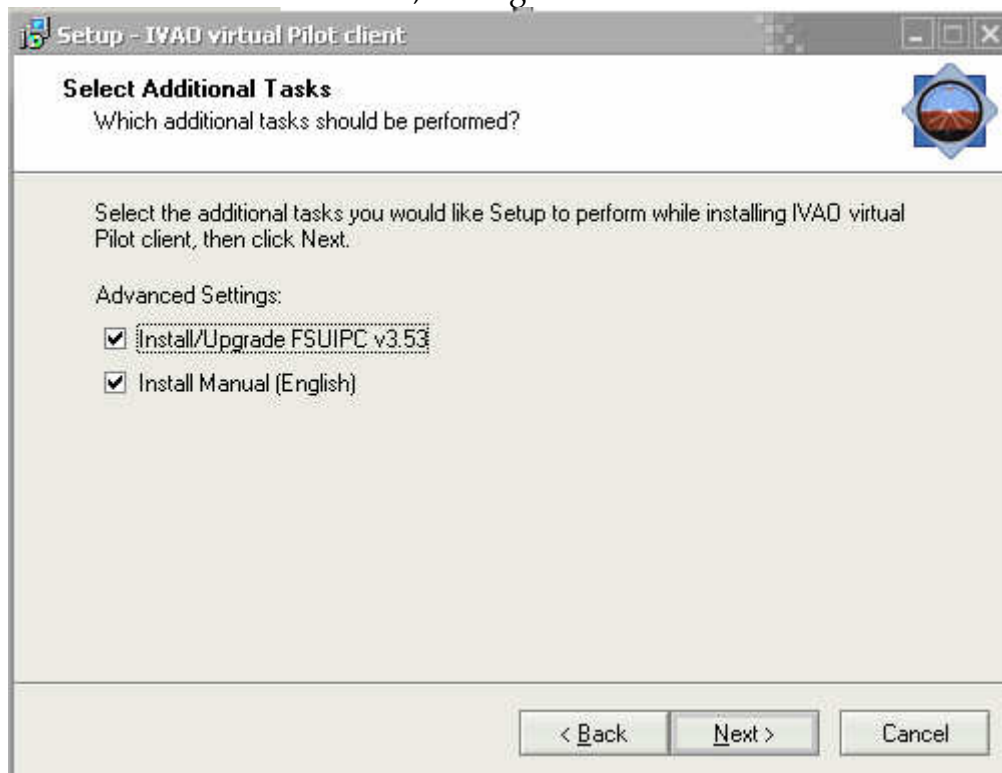 Setup - IVAO virtual Pilot client
Select Additional Tasks
Which additional tasks should be performed?
Select the additional tasks you would like Setup to perform while installing IVAO virtual
Pilot client, then click Next.
Advanced Settings:
Install/Upgrade FSUIPC v3.53
Install Manual (English)
< Back Next > Cancel